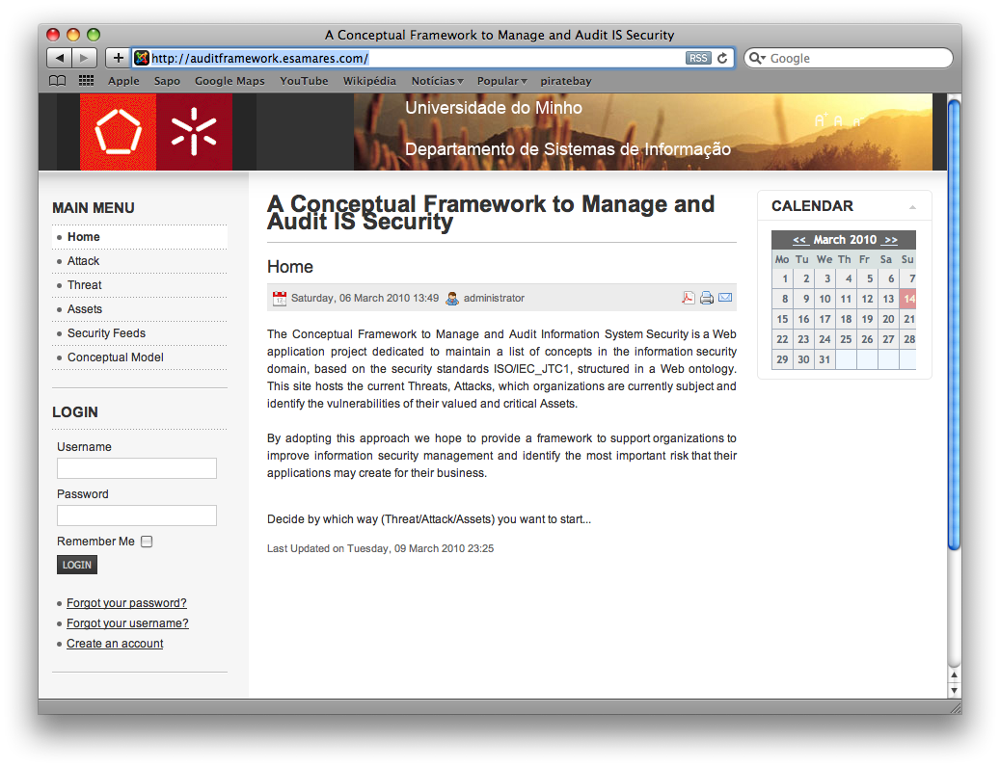 A Conceptual Framework to Manage and Audit IS Security
http://auditframework.esamares.com/
RSS
Google
Apple Sapo Google Maps YouTube Wikipédia Notícias Popular piratebay
Universidade do Minho
Departamento de Sistemas de Informação
A+ A A-
MAIN MENU
Home
Attack
Threat
Assets
Security Feeds
Conceptual Model
LOGIN
Username
Password
Remember Me
LOGIN
Forgot your password?
Forgot your username?
Create an account
A Conceptual Framework to Manage and
Audit IS Security
Home
Saturday, 06 March 2010 13:49 administrator
The Conceptual Framework to Manage and Audit Information System Security is a Web
application project dedicated to maintain a list of concepts in the information security
domain, based on the security standards ISO/IEC_JTC1, structured in a Web ontology.
This site hosts the current Threats, Attacks, which organizations are currently subject and
identify the vulnerabilities of their valued and critical Assets.
By adopting this approach we hope to provide a framework to support organizations to
improve information security management and identify the most important risk that their
applications may create for their business.
Decide by which way (Threat/Attack/Assets) you want to start...
Last Updated on Tuesday, 09 March 2010 23:25
CALENDAR
<< March 2010 >>
Mo Tu We Th Fr Sa Su
1 2 3 4 5 6 7
8 9 10 11 12 13 14
15 16 17 18 19 20 21
22 23 24 25 26 27 28
29 30 31